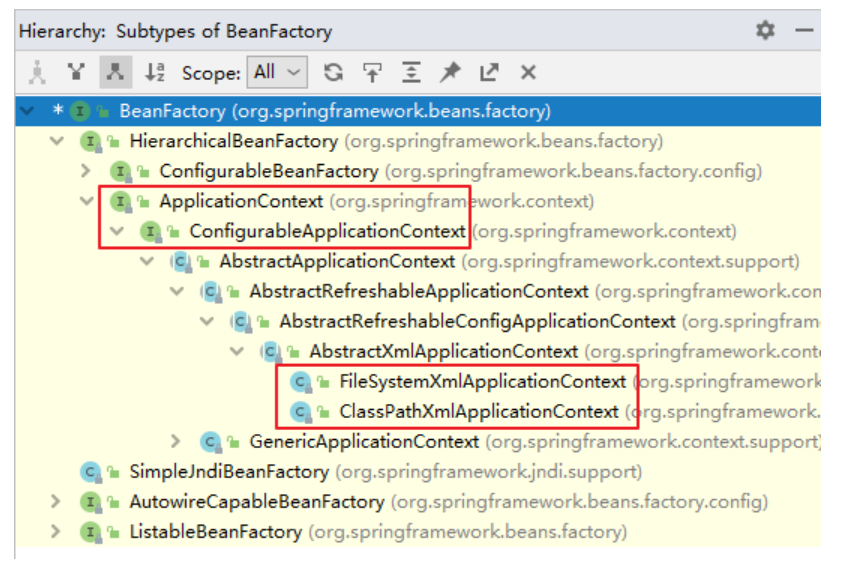 Hierarchy: Subtypes of BeanFactory
Scope: All
* BeanFactory (org.springframework.beans.factory)
HierarchicalBeanFactory (org.springframework.beans.factory)
ConfigurableBeanFactory (org.springframework.beans.factory.config)
ApplicationContext (org.springframework.context)
ConfigurableApplicationContext (org.springframework.context)
AbstractApplicationContext (org.springframework.context.support)
AbstractRefreshableApplicationContext (org.springframework.con
AbstractRefreshableConfigApplicationContext (org.springfram
AbstractXmlApplicationContext (org.springframework.cont
FileSystemXmlApplicationContext (org.springframework
ClassPathXmlApplicationContext (org.springframework.
GenericApplicationContext (org.springframework.context.support)
SimpleJndiBeanFactory (org.springframework.jndi.support)
AutowireCapableBeanFactory (org.springframework.beans.factory.config)
ListableBeanFactory (org.springframework.beans.factory)